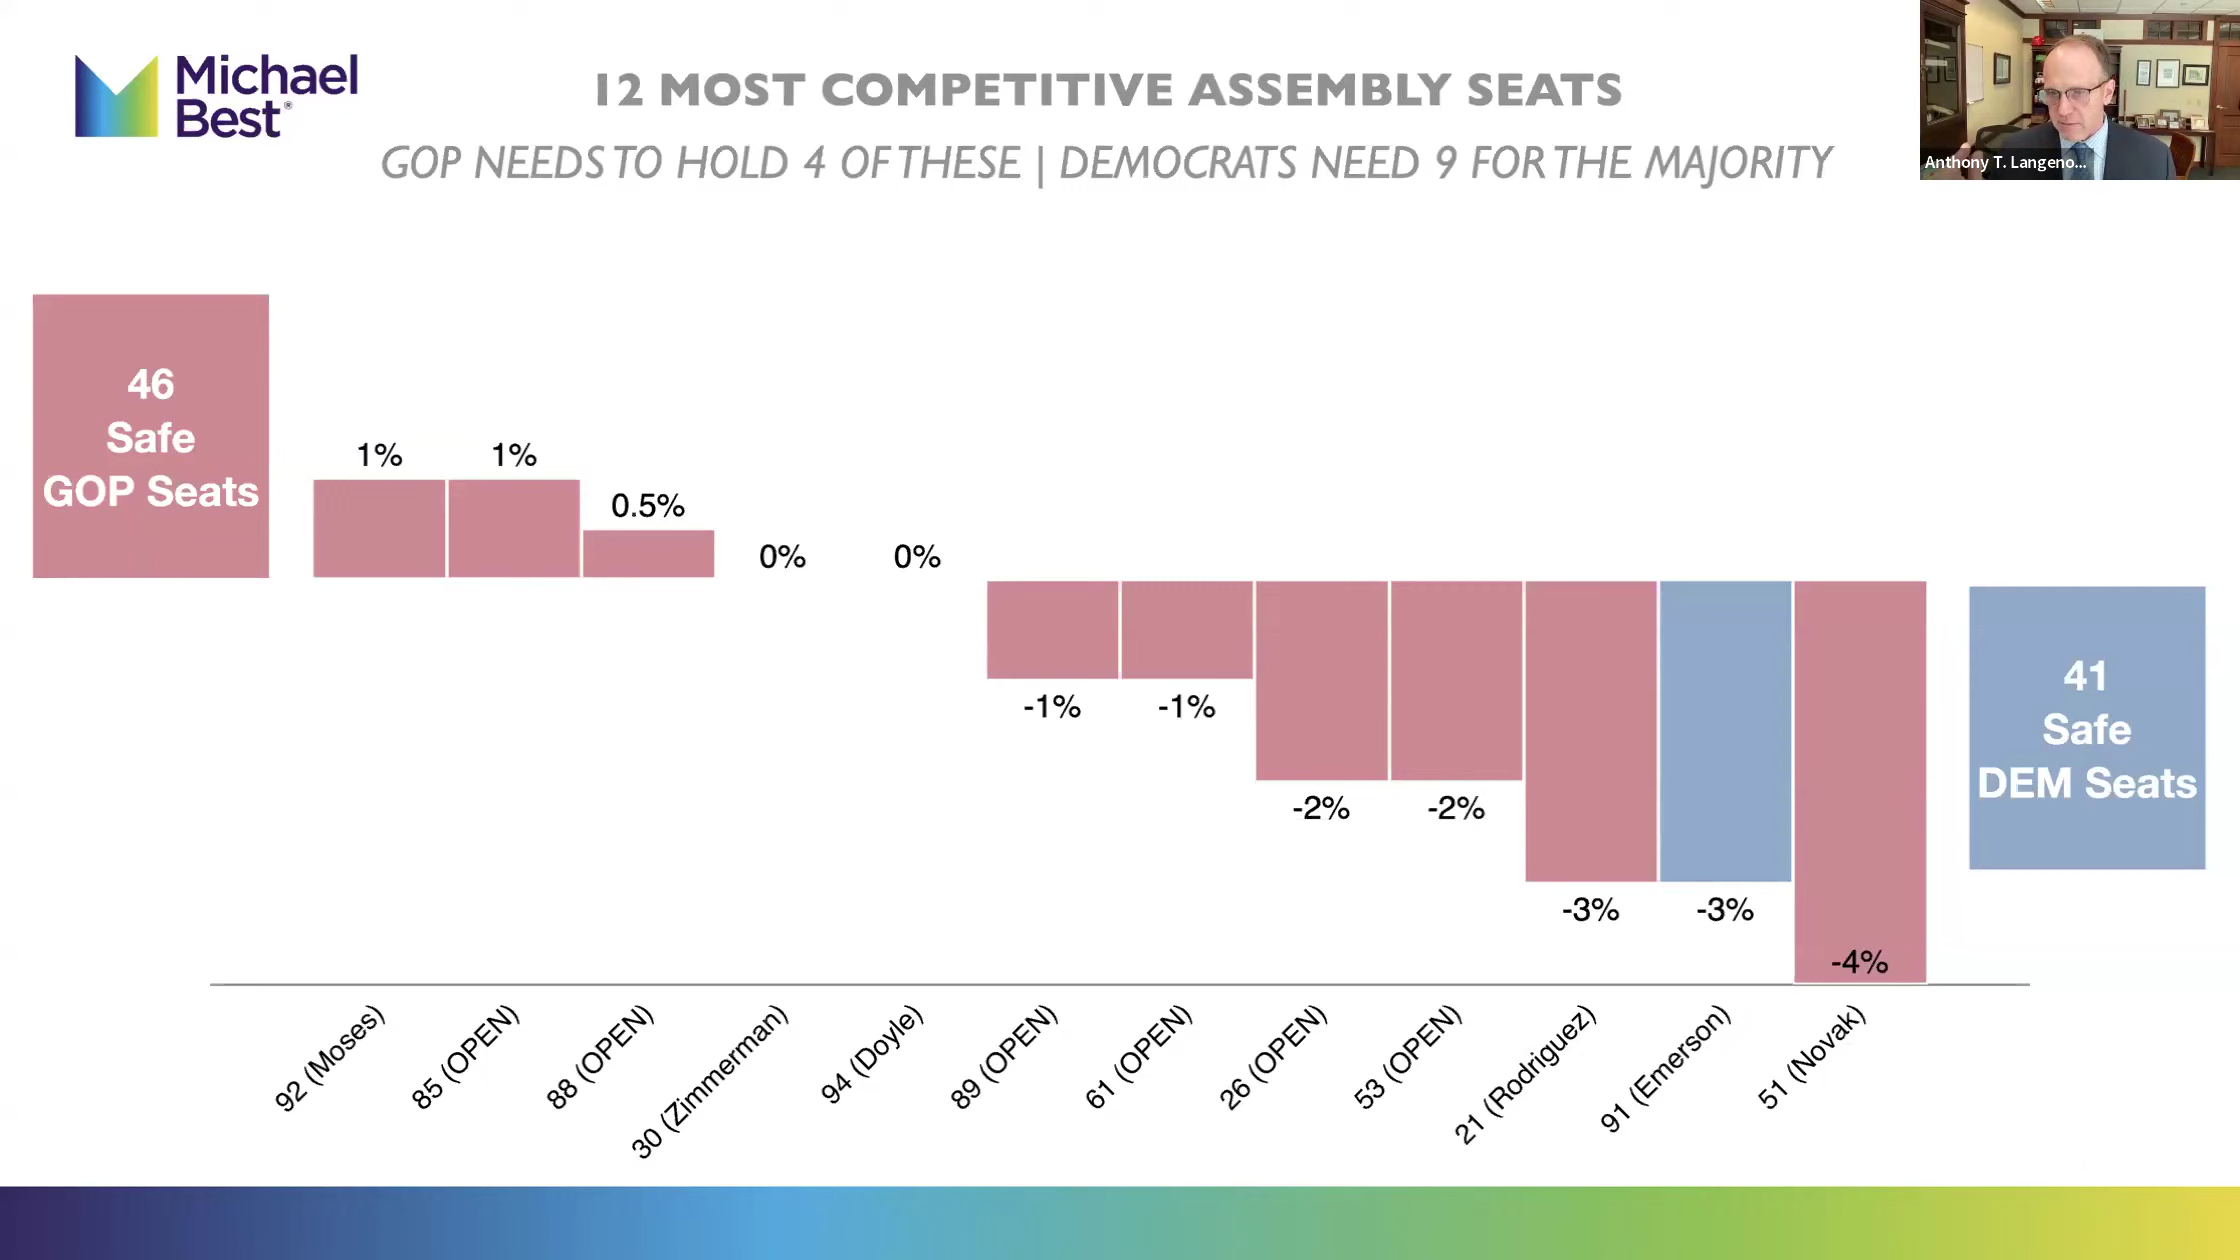 Michael
Best®
12 MOST COMPETITIVE ASSEMBLY SEATS
GOP NEEDS TO HOLD 4 OF THESE | DEMOCRATS NEED 9 FOR THE MAJORITY
Anthony T. Langeno...
46
Safe
GOP Seats
1%
1%
0.5%
0%
0%
-1%
-1%
-2%
-2%
-3%
-3%
-4%
41
Safe
DEM Seats
92 (Moses)
85 (OPEN)
88 (OPEN)
30 (Zimmerman)
94 (Doyle)
89 (OPEN)
61 (OPEN)
26 (OPEN)
53 (OPEN)
21 (Rodriguez)
91 (Emerson)
51 (Novak)